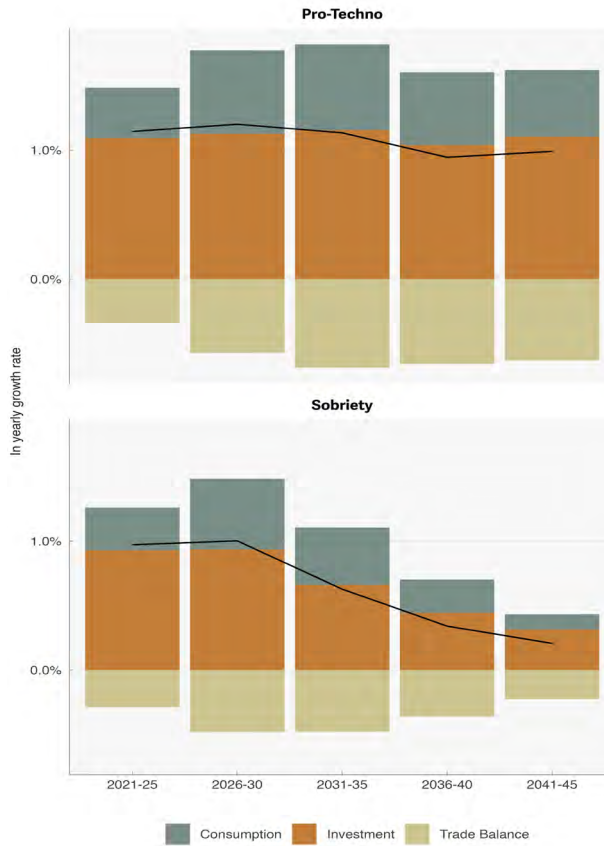 Pro-Techno
1.0%
0.0%
In yearly growth rate
Sobriety
1.0%
0.0%
2021-25 2026-30 2031-35 2036-40 2041-45
Consumption Investment Trade Balance